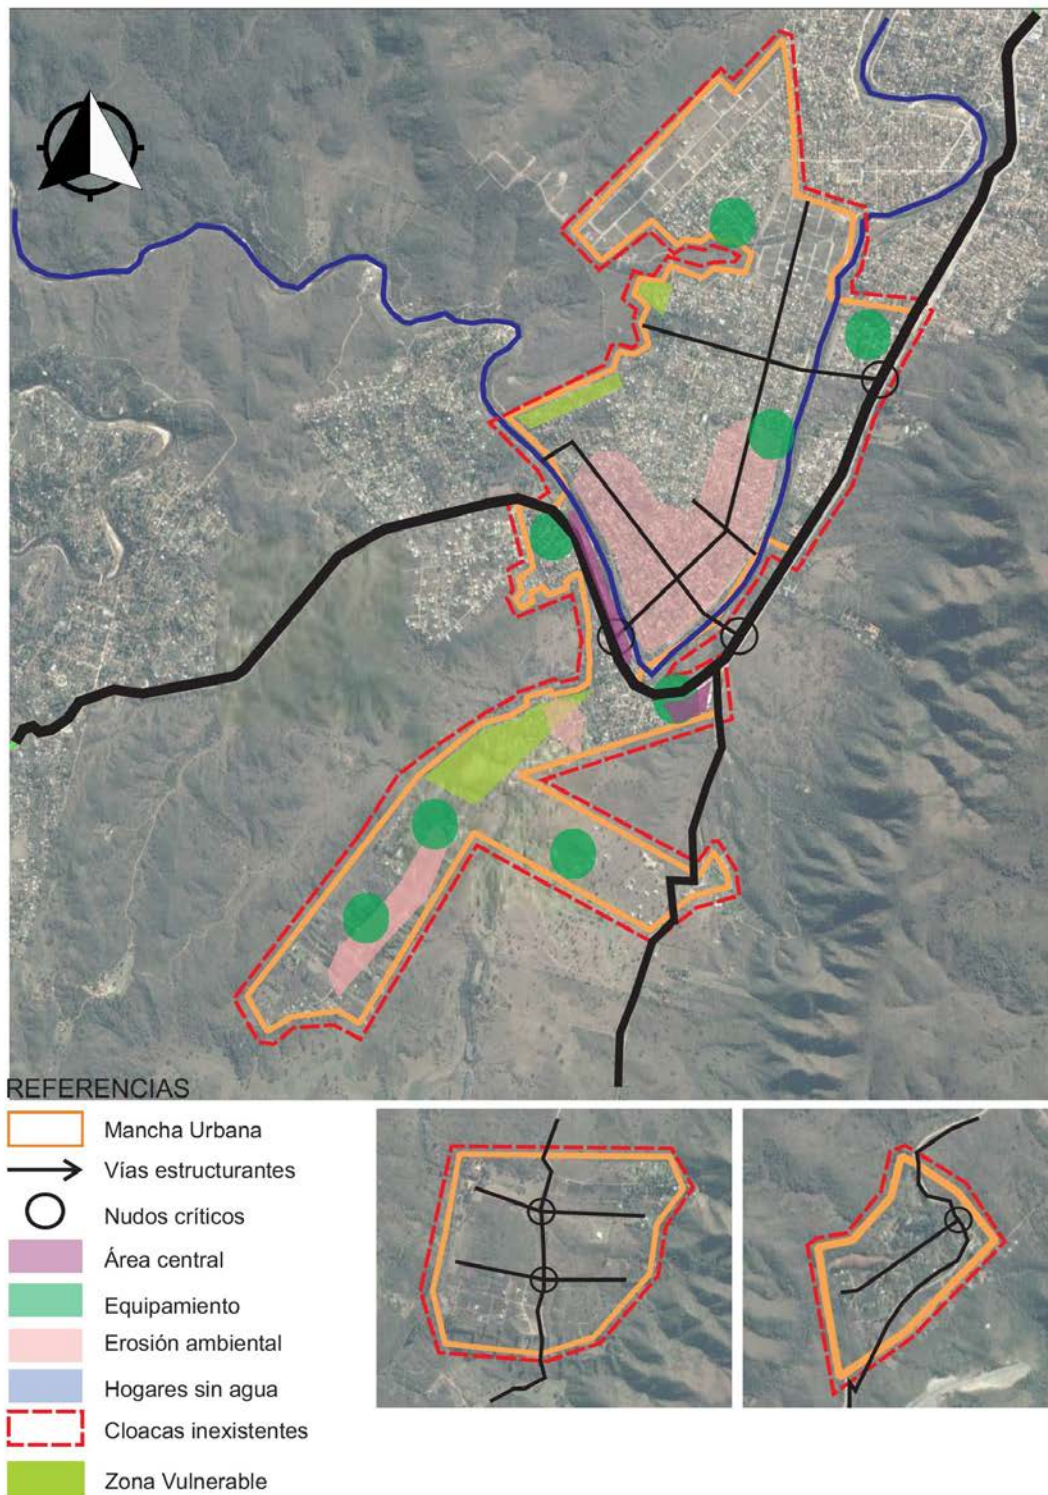 REFERENCIAS
Mancha Urbana
Vías estructurantes
Nudos críticos
Área central
Equipamiento
Erosión ambiental
Hogares sin agua
Cloacas inexistentes
Zona Vulnerable